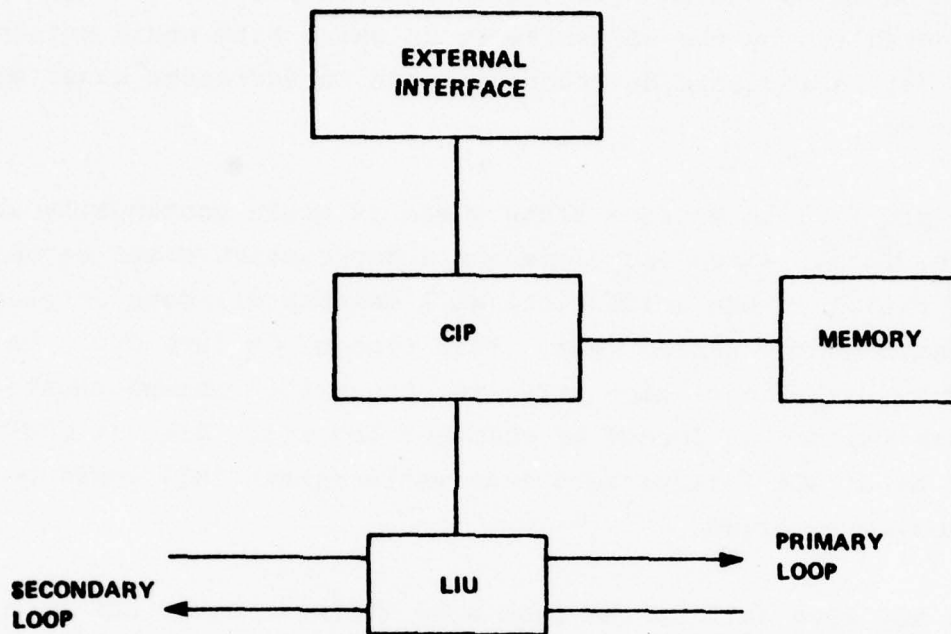 EXTERNAL
INTERFACE
CIP
MEMORY
PRIMARY
LOOP
LIU
SECONDARY
LOOP